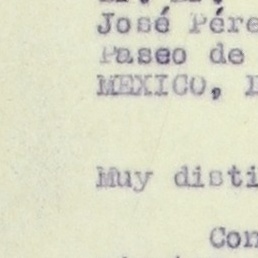 José Pére
Paseo de
MEXICO, D
Muy disti
Con